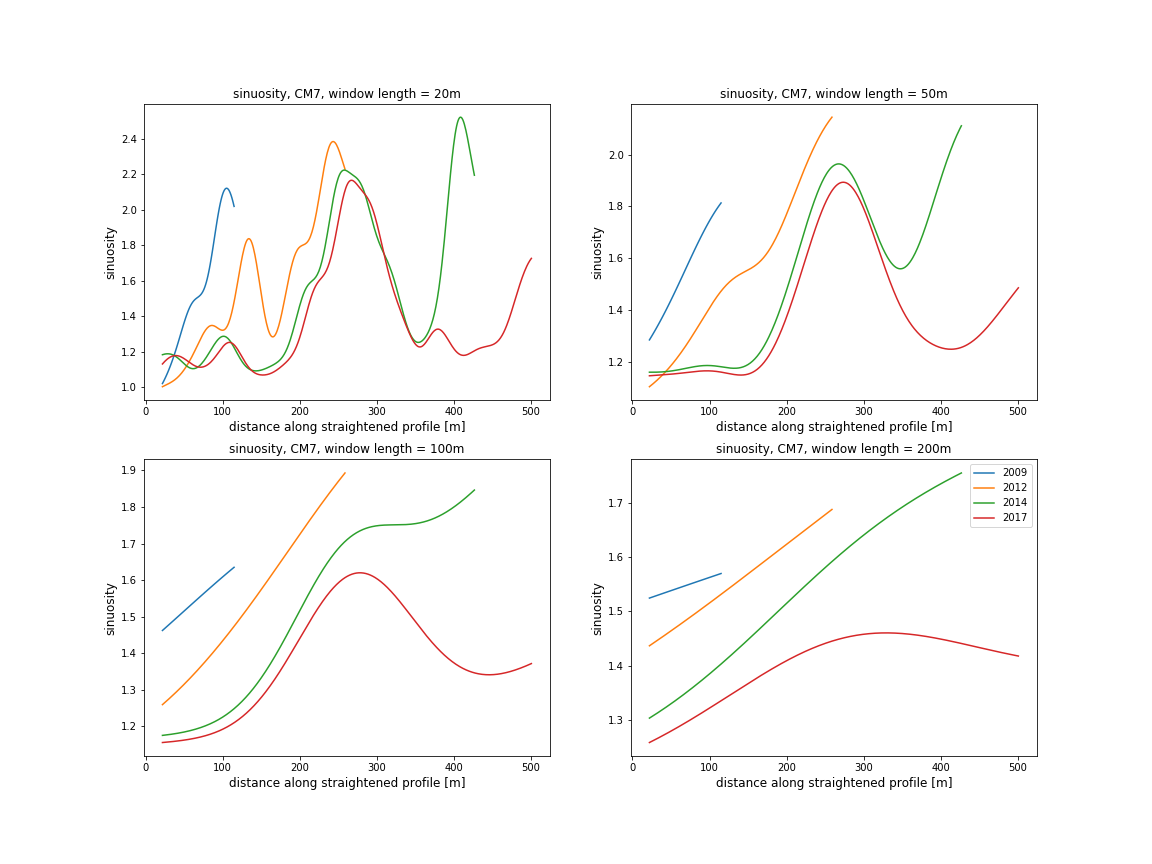 sinuosity, CM7, window length = 20m
2.4
2.2
2.0
1.8
1.6
1.4
1.2
1.0
sinuosity
0 100 200 300 400 500
distance along straightened profile [m]
sinuosity, CM7, window length = 50m
2.0
1.8
1.6
1.4
1.2
sinuosity
0 100 200 300 400 500
distance along straightened profile [m]
sinuosity, CM7, window length = 100m
1.9
1.8
1.7
1.6
1.5
1.4
1.3
1.2
sinuosity
0 100 200 300 400 500
distance along straightened profile [m]
sinuosity, CM7, window length = 200m
1.7
1.6
1.5
1.4
1.3
sinuosity
2009
2012
2014
2017
0 100 200 300 400 500
distance along straightened profile [m]